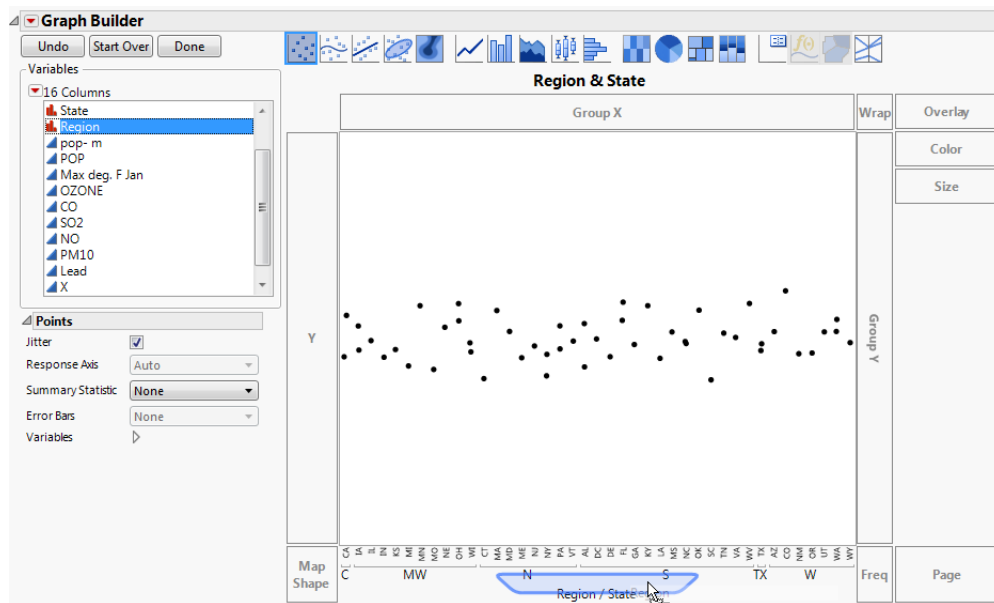 Graph Builder
Undo Start Over Done
Variables
16 Columns
State
Region
pop- m
POP
Max deg. F Jan
OZONE
CO
SO2
NO
PM10
Lead
X
Points
Jitter
Response Axis Auto
Summary Statistic None
Error Bars None
Variables
Region & State
Group X
Wrap
Overlay
Color
Size
Y
Group Y
CA IA IL IN KS MI MN MO NE OH WI CT MA MD ME NJ NY PA VT AL DC DE FL GA KY LA MS NC OK SC TN VA WV TX AZ CO NM OR UT WA WY
C MW N S TX W
Map Shape
Freq
Page
Region / State
Region